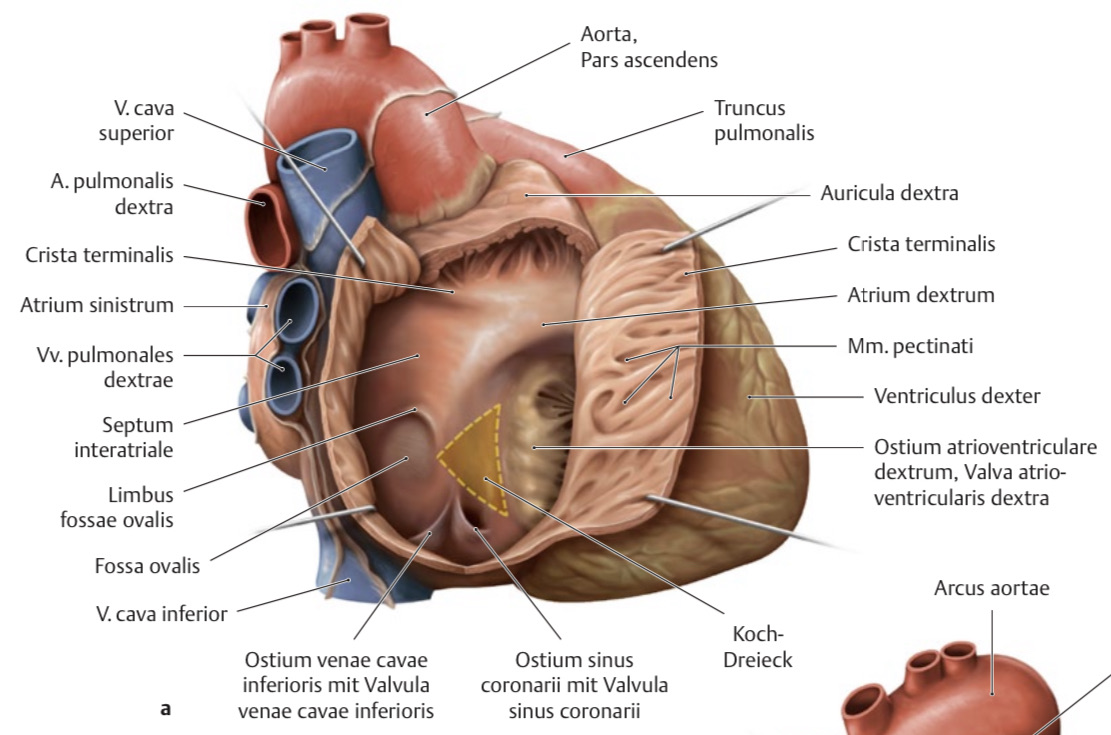 Aorta,
Pars ascendens
V. cava
superior
Truncus
pulmonalis
A. pulmonalis
dextra
Auricula dextra
Crista terminalis
Crista terminalis
Atrium sinistrum
Atrium dextrum
Vv. pulmonales
dextrae
Mm. pectinati
Septum
interatriale
Ventriculus dexter
Ostium atrioventriculare
dextrum, Valva atrio-
ventricularis dextra
Limbus
fossae ovalis
Fossa ovalis
V. cava inferior
Arcus aortae
Koch-
Dreieck
Ostium venae cavae
inferioris mit Valvula
venae cavae inferioris
Ostium sinus
coronarii mit Valvula
sinus coronarii
a